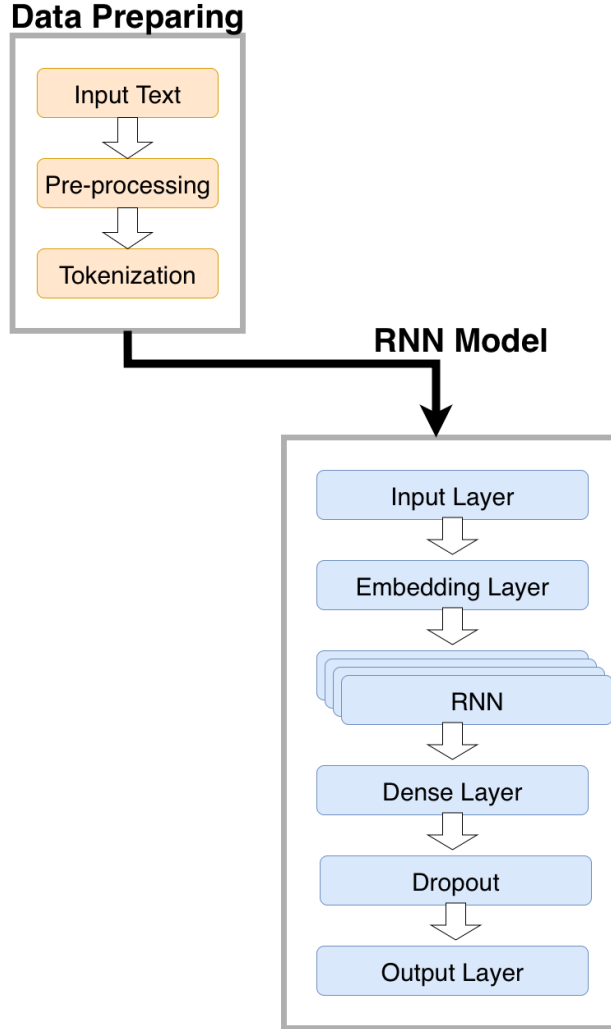 Data Preparing
Input Text
Pre-processing
Tokenization
RNN Model
Input Layer
Embedding Layer
RNN
Dense Layer
Dropout
Output Layer